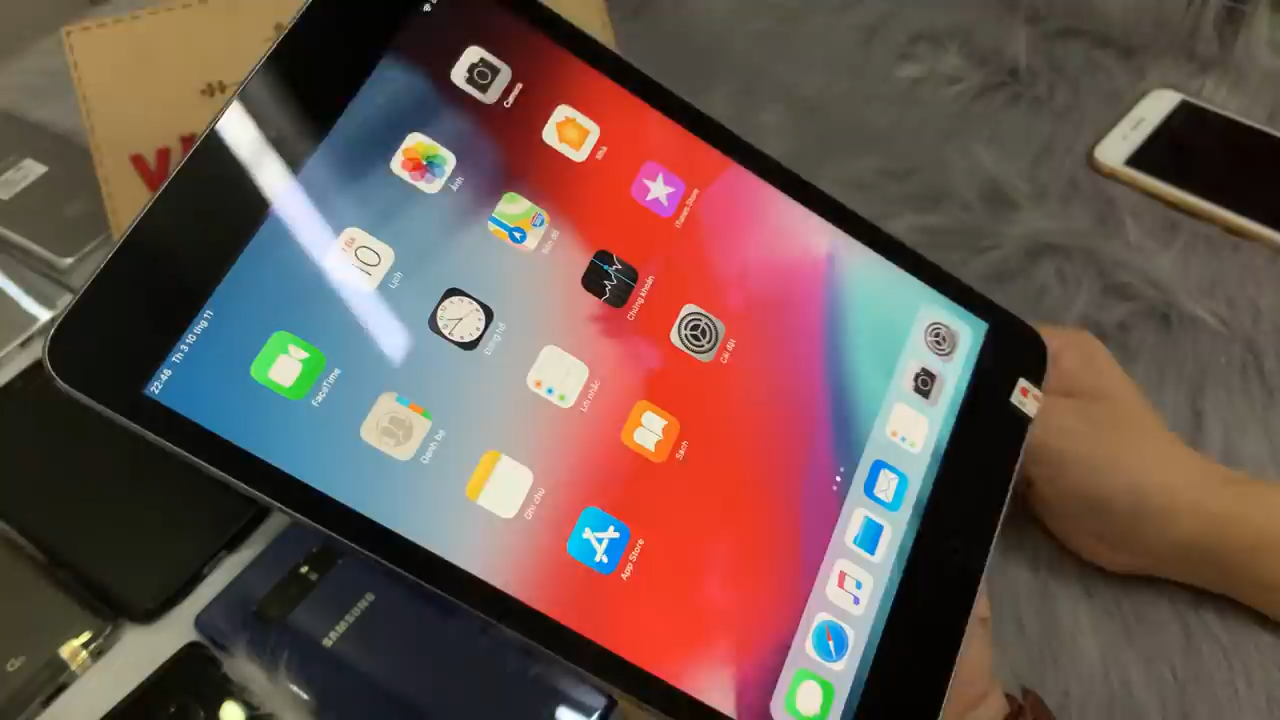 22:48 Th 3 10 thg 11
FaceTime
Lịch
10
Ảnh
Camera
Danh bạ
Đồng hồ
Bản đồ
Nhà
Ghi chú
Lời nhắc
Chứng khoán
iTunes Store
App Store
Sách
Cài đặt
SAMSUNG